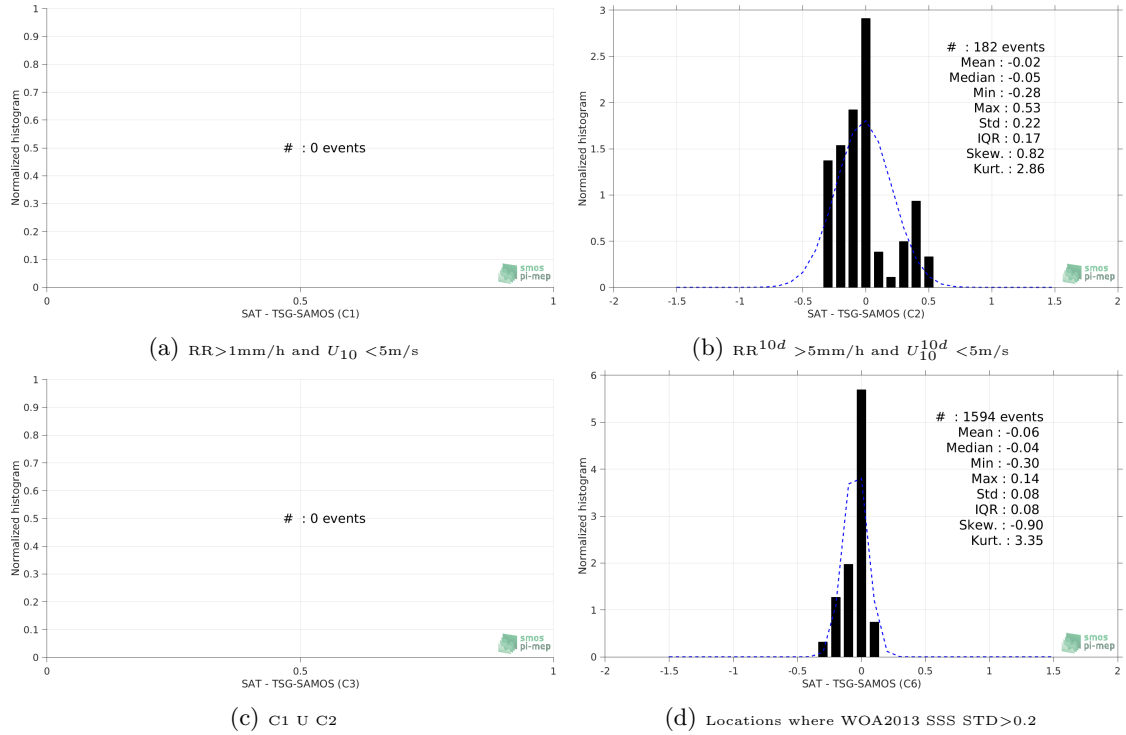 1
0.9
0.8
0.7
0.6
0.5
0.4
0.3
0.2
0.1
0
Normalized histogram
# : 0 events
smos
pi-mep
0 0.5 1
SAT - TSG-SAMOS (C1)
(a) RR>1mm/h and U10 <5m/s
3
2.5
2
1.5
1
0.5
0
Normalized histogram
# : 182 events
Mean : -0.02
Median : -0.05
Min : -0.28
Max : 0.53
Std : 0.22
IQR : 0.17
Skew. : 0.82
Kurt. : 2.86
smos
pi-mep
-2 -1.5 -1 -0.5 0 0.5 1 1.5 2
SAT - TSG-SAMOS (C2)
(b) RR10d >5mm/h and U10d10 <5m/s
1
0.9
0.8
0.7
0.6
0.5
0.4
0.3
0.2
0.1
0
Normalized histogram
# : 0 events
smos
pi-mep
0 0.5 1
SAT - TSG-SAMOS (C3)
(c) C1 U C2
6
5
4
3
2
1
0
Normalized histogram
# : 1594 events
Mean : -0.06
Median : -0.04
Min : -0.30
Max : 0.14
Std : 0.08
IQR : 0.08
Skew. : -0.90
Kurt. : 3.35
smos
pi-mep
-2 -1.5 -1 -0.5 0 0.5 1 1.5 2
SAT - TSG-SAMOS (C6)
(d) Locations where WOA2013 SSS STD>0.2